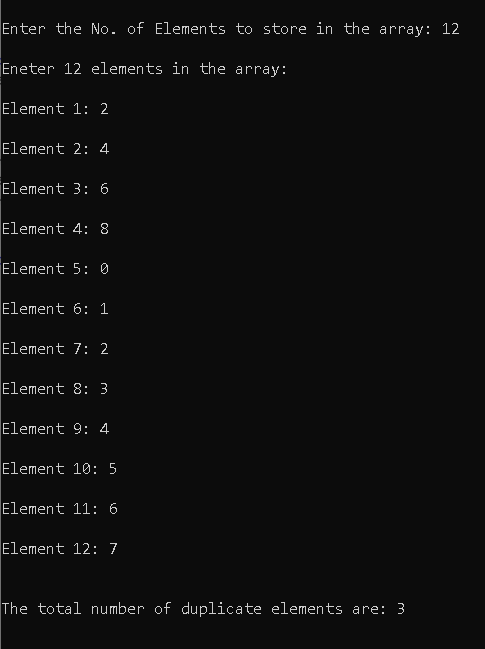 Enter the No. of Elements to store in the array: 12
Eneter 12 elements in the array:
Element 1: 2
Element 2: 4
Element 3: 6
Element 4: 8
Element 5: 0
Element 6: 1
Element 7: 2
Element 8: 3
Element 9: 4
Element 10: 5
Element 11: 6
Element 12: 7
The total number of duplicate elements are: 3